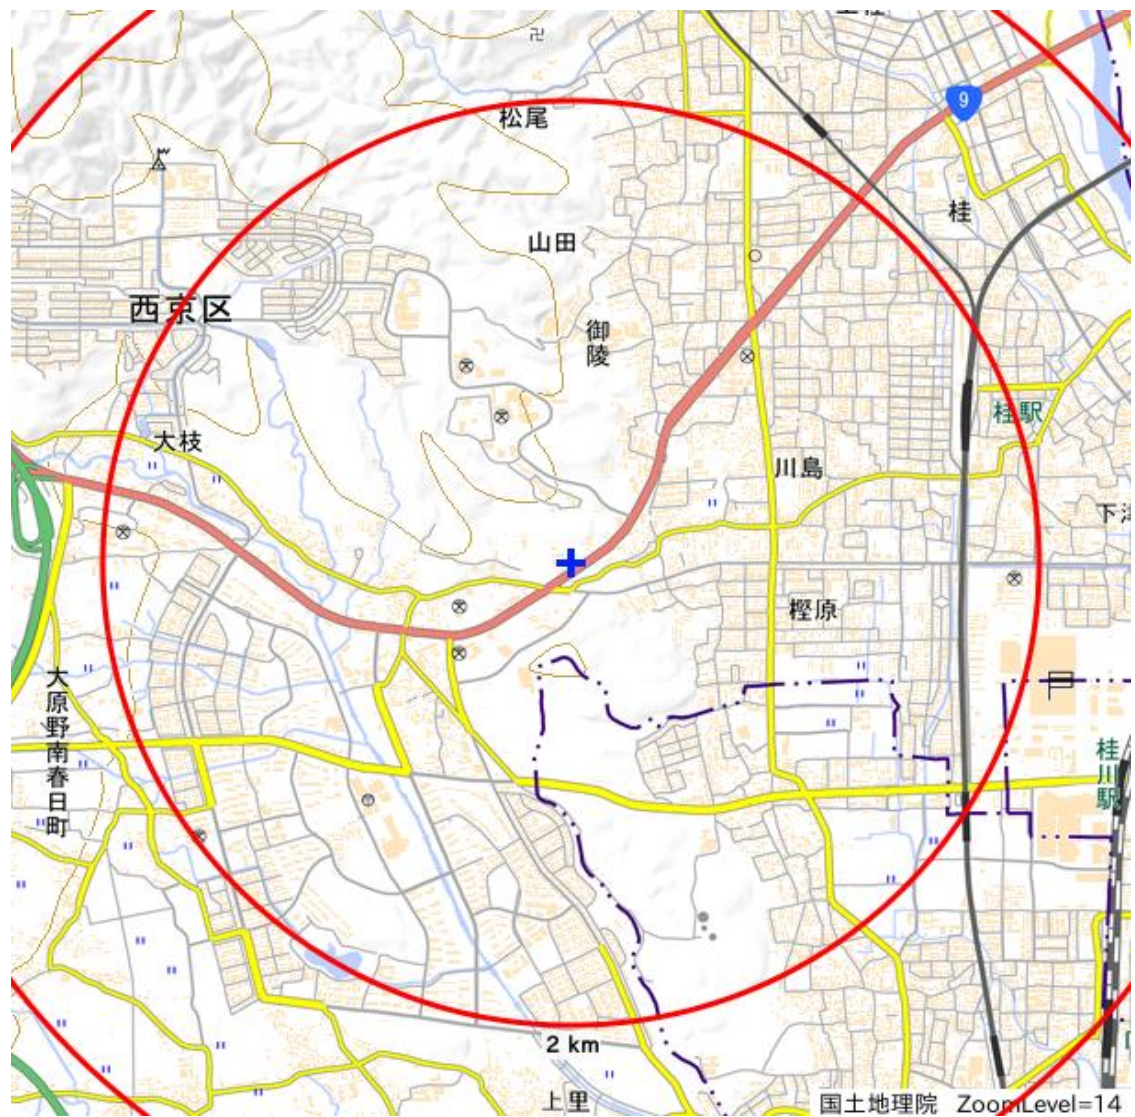 9
松尾
桂
山田
西京区
御陵
桂駅
大枝
川島
樫原
大原野南春日町
桂川駅
2 km
上里
国土地理院 ZoomLevel=14